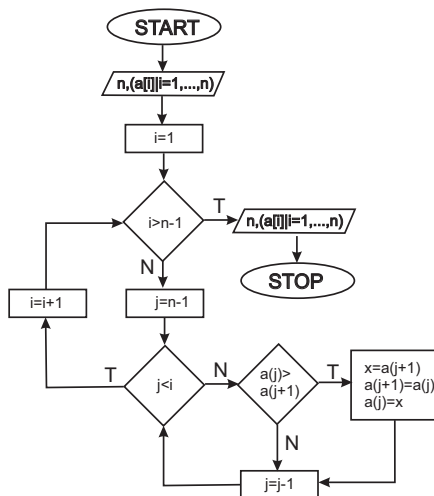 START
n,(a[i]|i=1,...,n)
i=1
i>n-1
T
n,(a[i]|i=1,...,n)
STOP
N
i=i+1
j=n-1
T
j<i
N
a(j)>
a(j+1)
T
x=a(j+1)
a(j+1)=a(j)
a(j)=x
N
j=j-1